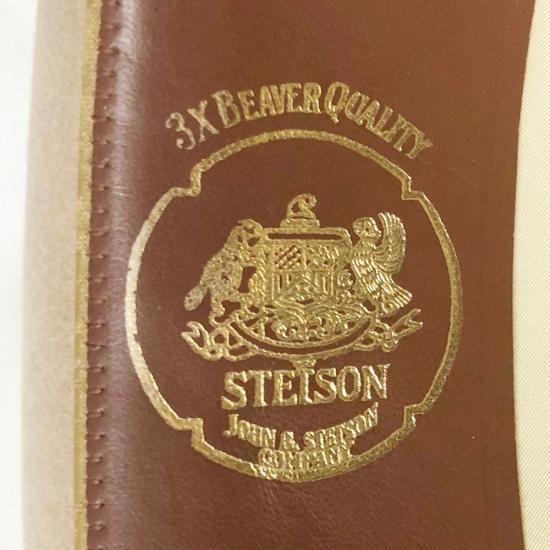 3X BEAVER QUALITY
STETSON
JOHN B. STETSON
COMPANY